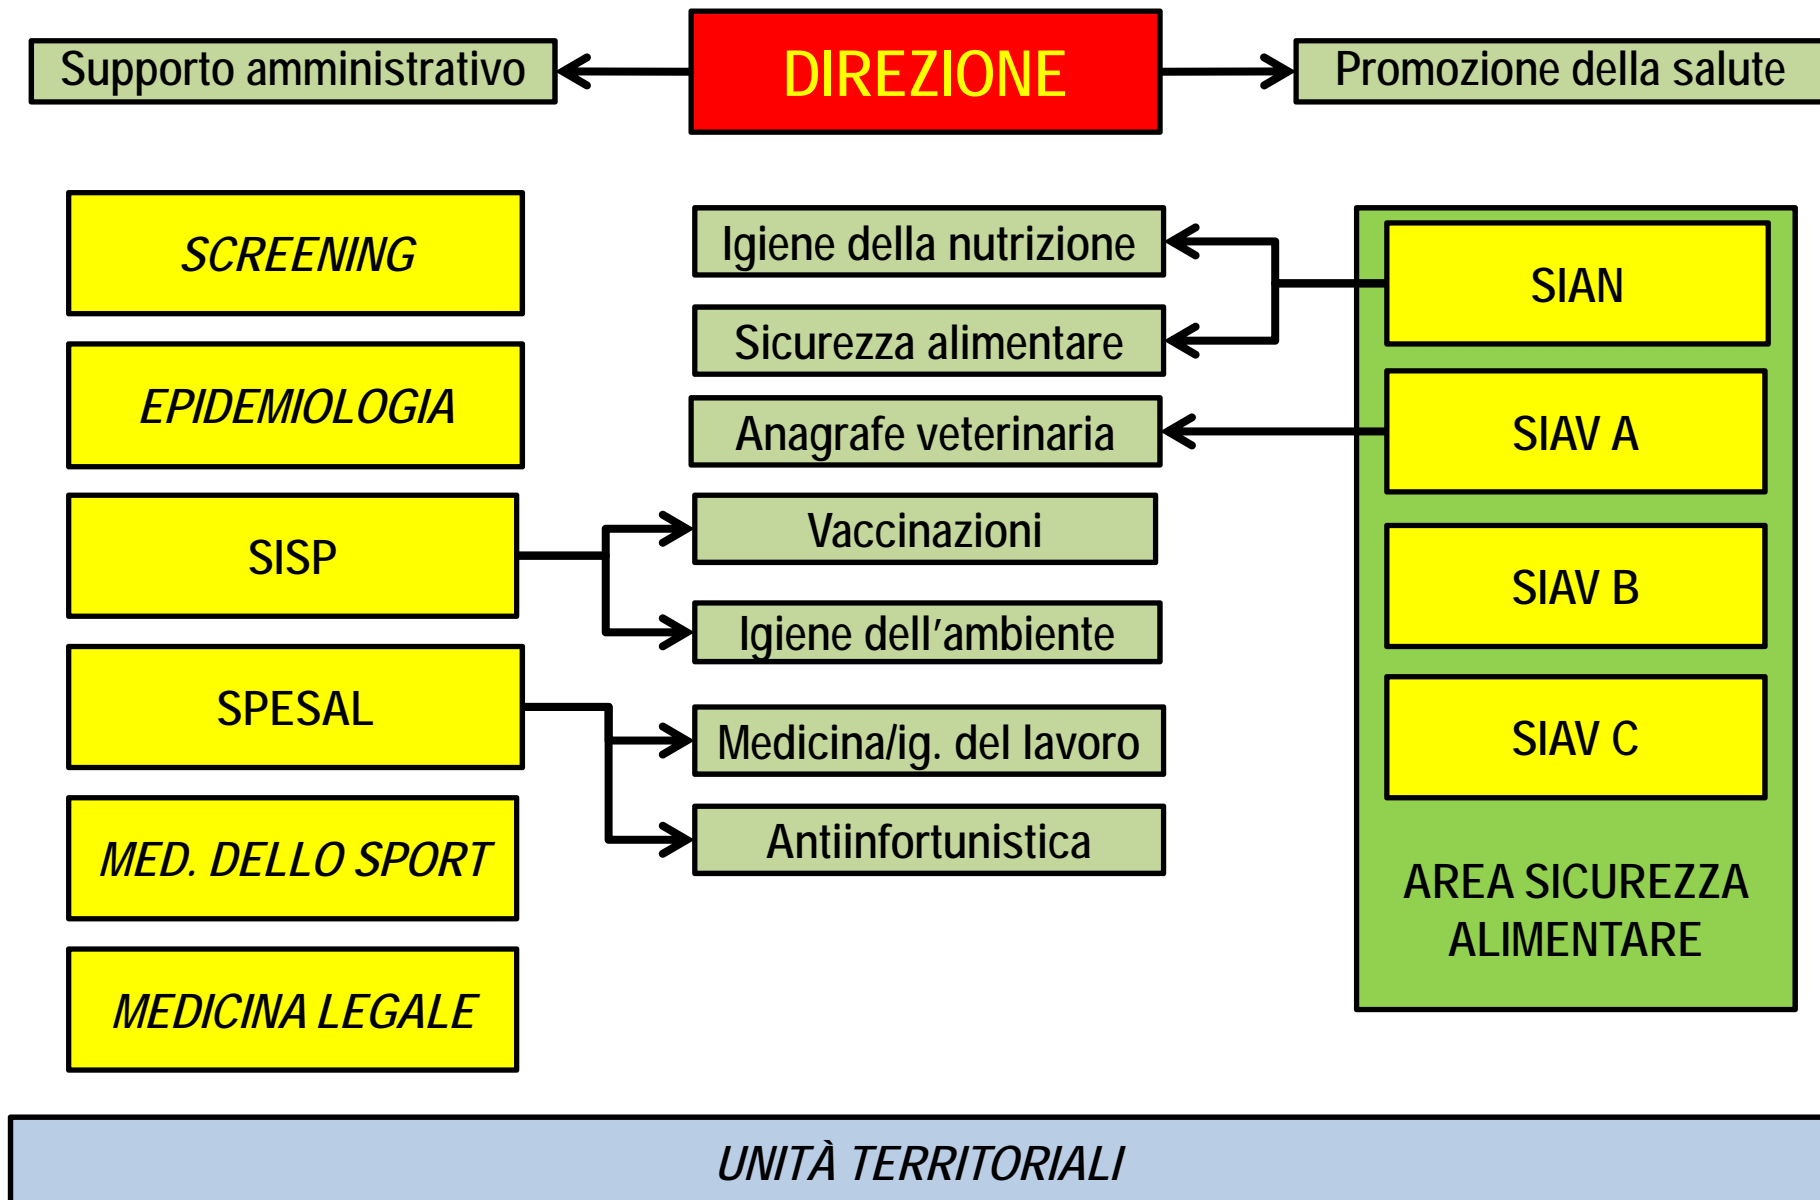 Supporto amministrativo
DIREZIONE
Promozione della salute
SCREENING
EPIDEMIOLOGIA
SISP
SPESAL
MED. DELLO SPORT
MEDICINA LEGALE
Igiene della nutrizione
Sicurezza alimentare
Anagrafe veterinaria
Vaccinazioni
Igiene dell’ambiente
Medicina/ig. del lavoro
Antiinfortunistica
SIAN
SIAV A
SIAV B
SIAV C
AREA SICUREZZA
ALIMENTARE
UNITÀ TERRITORIALI